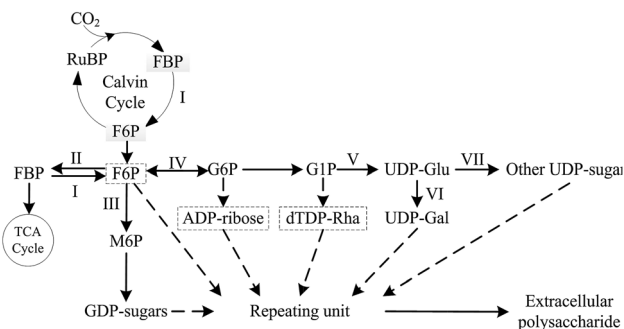 CO2
RuBP
FBP
Calvin
Cycle
I
F6P
II
IV
V
VII
FBP
F6P
G6P
G1P
UDP-Glu
Other UDP-sugar
I
III
VI
ADP-ribose
dTDP-Rha
UDP-Gal
TCA
Cycle
M6P
GDP-sugars
Repeating unit
Extracellular
polysaccharide